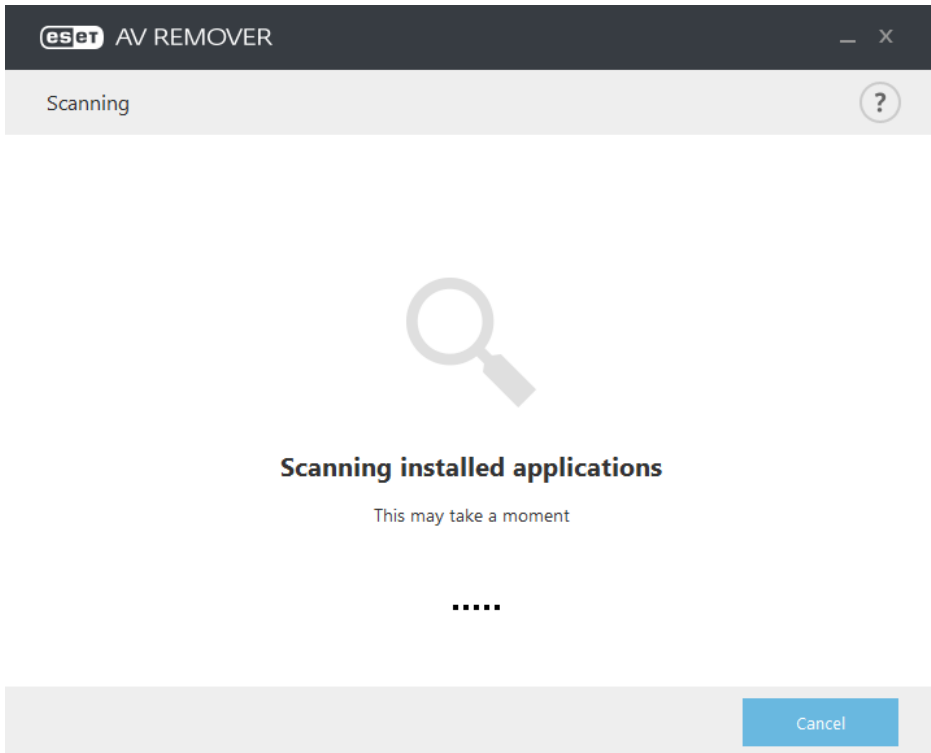 eset AV REMOVER
Scanning
?
Scanning installed applications
This may take a moment
.....
Cancel